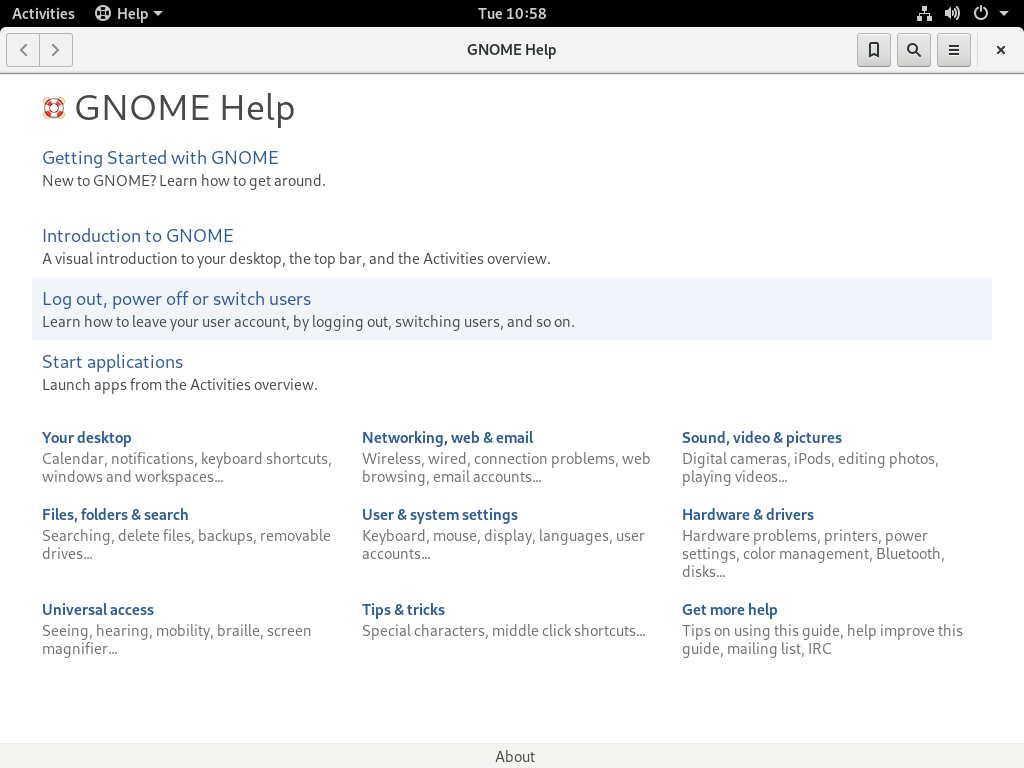 Activities Help Tue 10:58
GNOME Help
GNOME Help
Getting Started with GNOME
New to GNOME? Learn how to get around.
Introduction to GNOME
A visual introduction to your desktop, the top bar, and the Activities overview.
Log out, power off or switch users
Learn how to leave your user account, by logging out, switching users, and so on.
Start applications
Launch apps from the Activities overview.
Your desktop
Calendar, notifications, keyboard shortcuts,
windows and workspaces…
Networking, web & email
Wireless, wired, connection problems, web
browsing, email accounts…
Sound, video & pictures
Digital cameras, iPods, editing photos,
playing videos…
Files, folders & search
Searching, delete files, backups, removable
drives…
User & system settings
Keyboard, mouse, display, languages, user
accounts…
Hardware & drivers
Hardware problems, printers, power
settings, color management, Bluetooth,
disks…
Universal access
Seeing, hearing, mobility, braille, screen
magnifier…
Tips & tricks
Special characters, middle click shortcuts…
Get more help
Tips on using this guide, help improve this
guide, mailing list, IRC
About